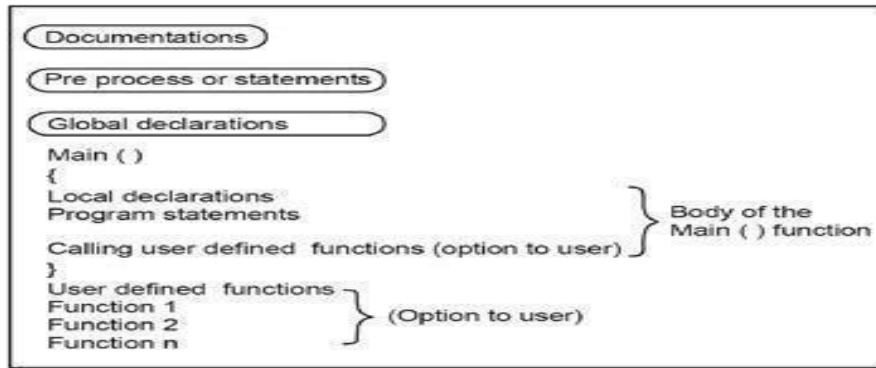 Documentations
Pre process or statements
Global declarations
Main ( )
{
Local declarations
Program statements
Calling user defined functions (option to user)
}
Body of the
Main ( ) function
User defined functions
Function 1
Function 2
Function n
(Option to user)